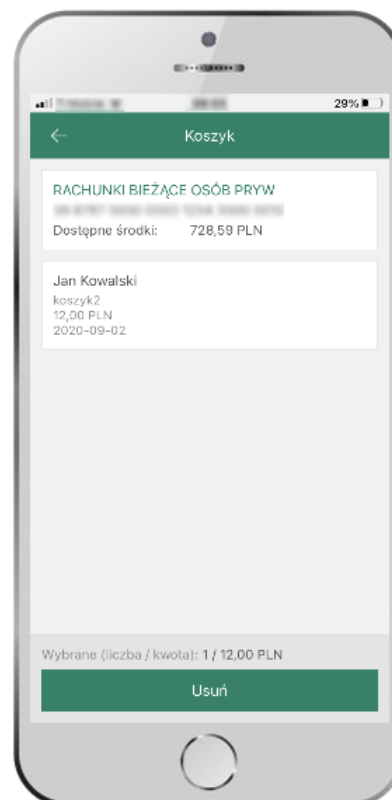 29%
Koszyk
RACHUNKI BIEŻĄCE OSÓB PRYW
Dostępne środki: 728,59 PLN
Jan Kowalski
koszyk2
12,00 PLN
2020-09-02
Wybrane (liczba / kwota): 1 / 12,00 PLN
Usuń